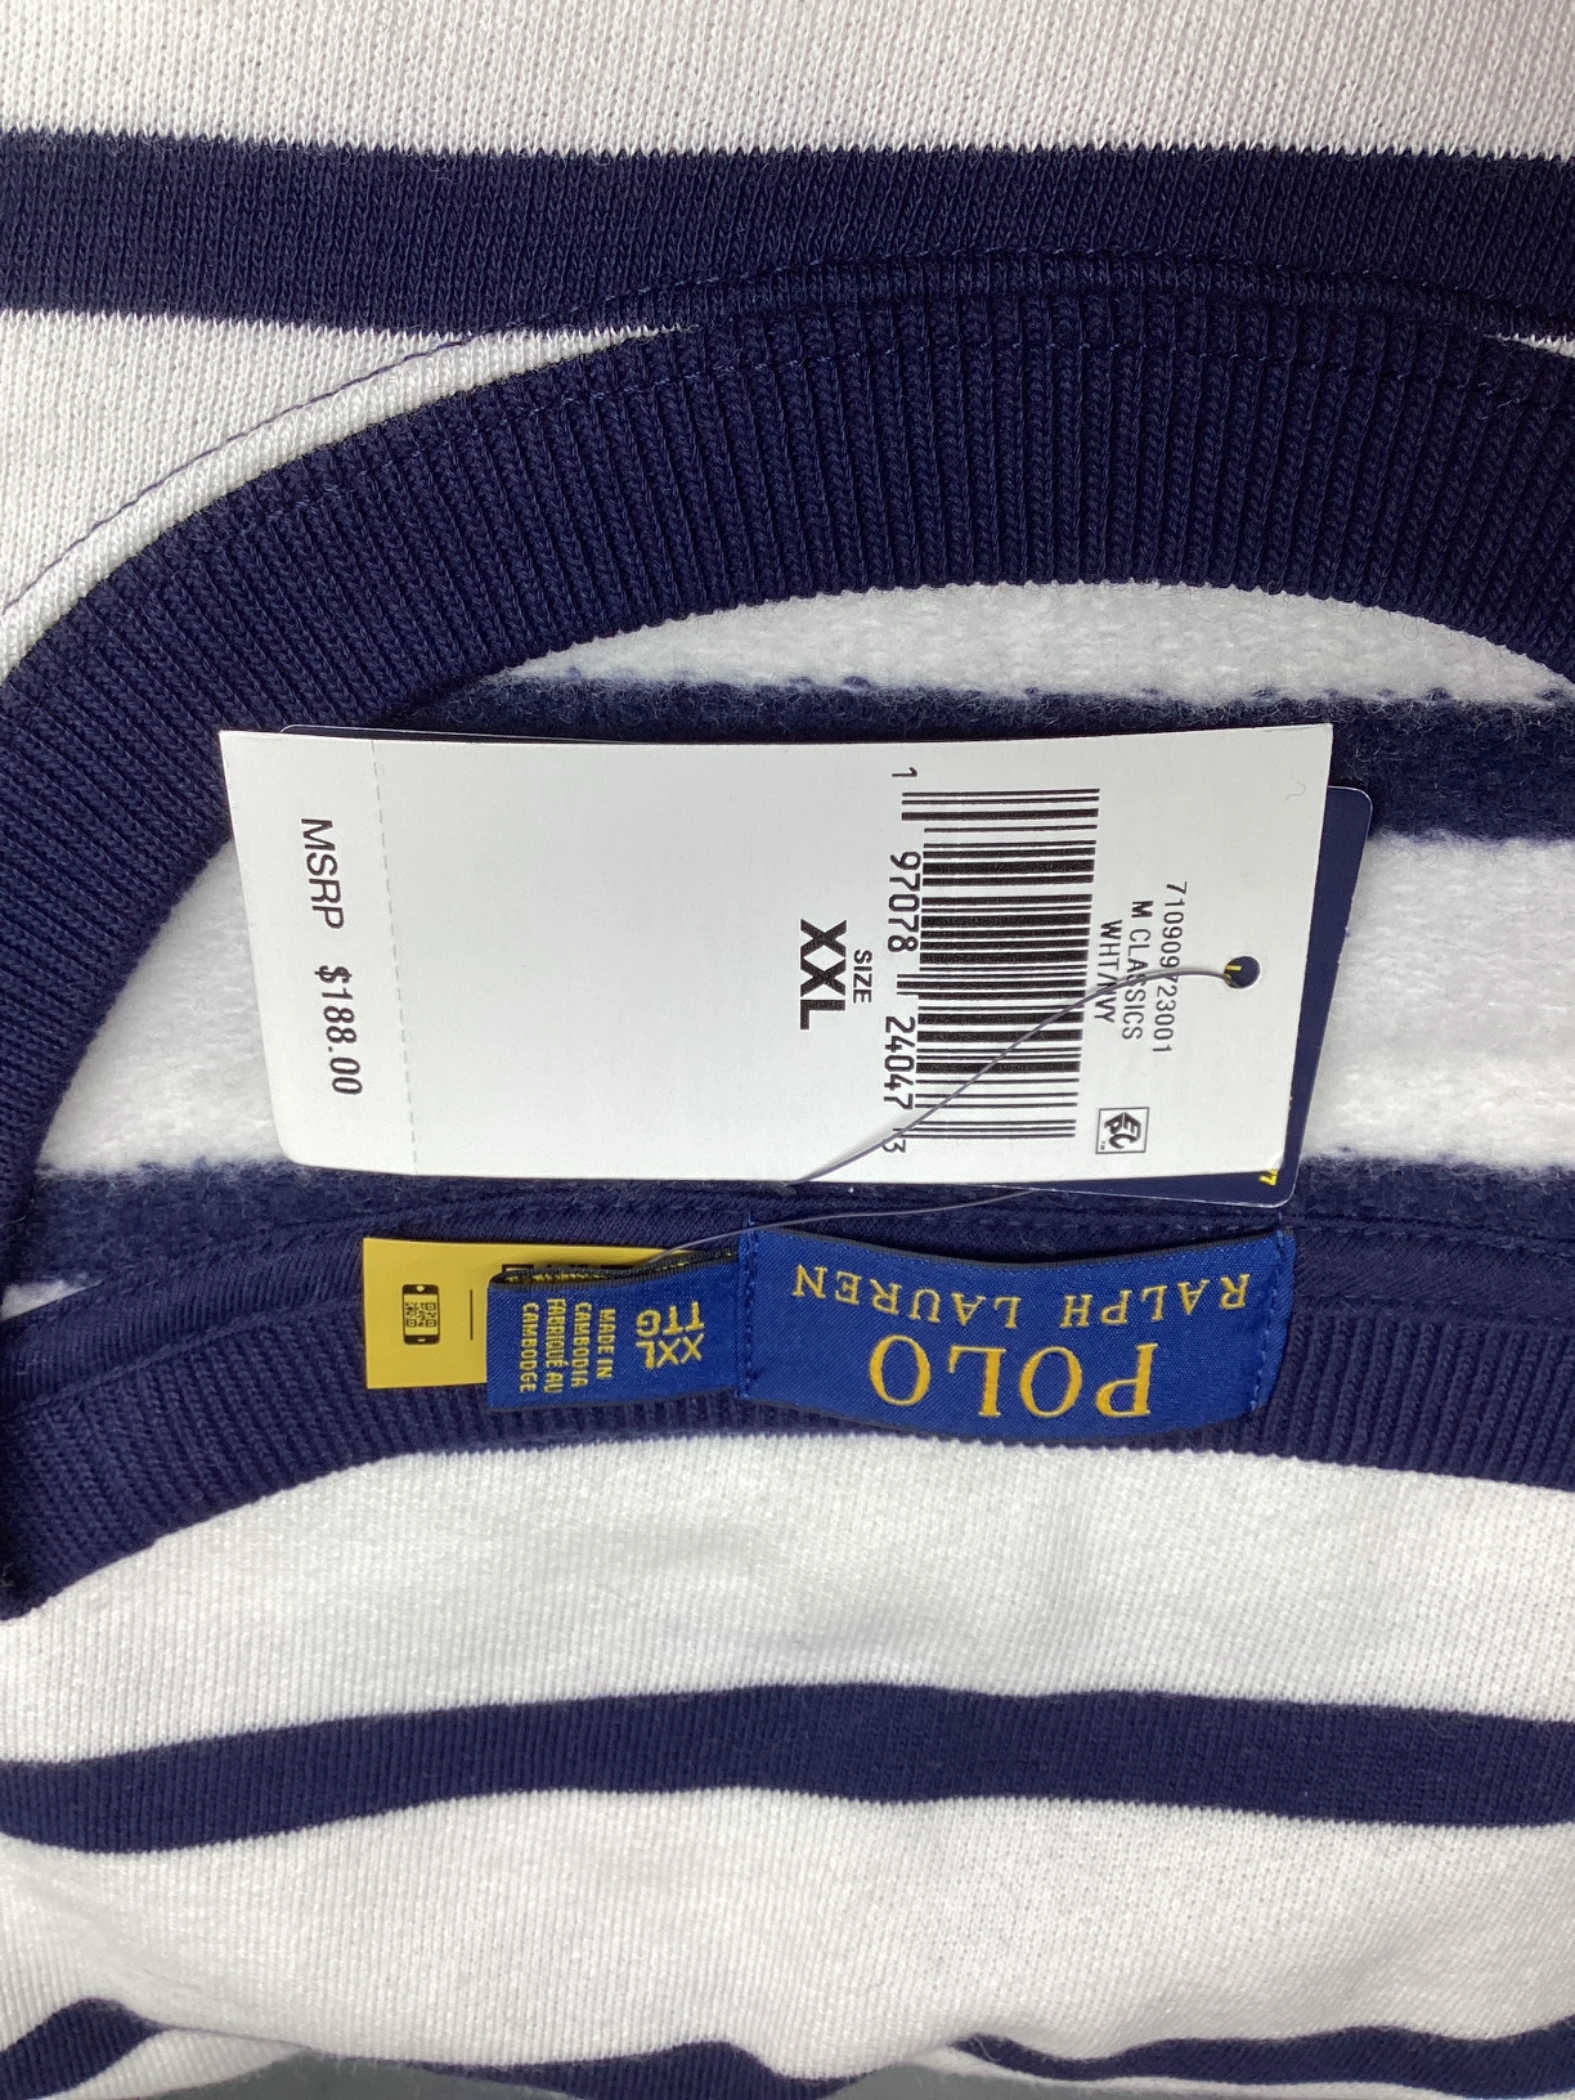 710909723001
M CLASSICS
WHT/NVY
1 97078 24047 3
SIZE
XXL
MSRP $188.00
POLO
RALPH LAUREN
XXL
TTG
MADE IN
CAMBODIA
FABRIQUÉ AU
CAMBODGE